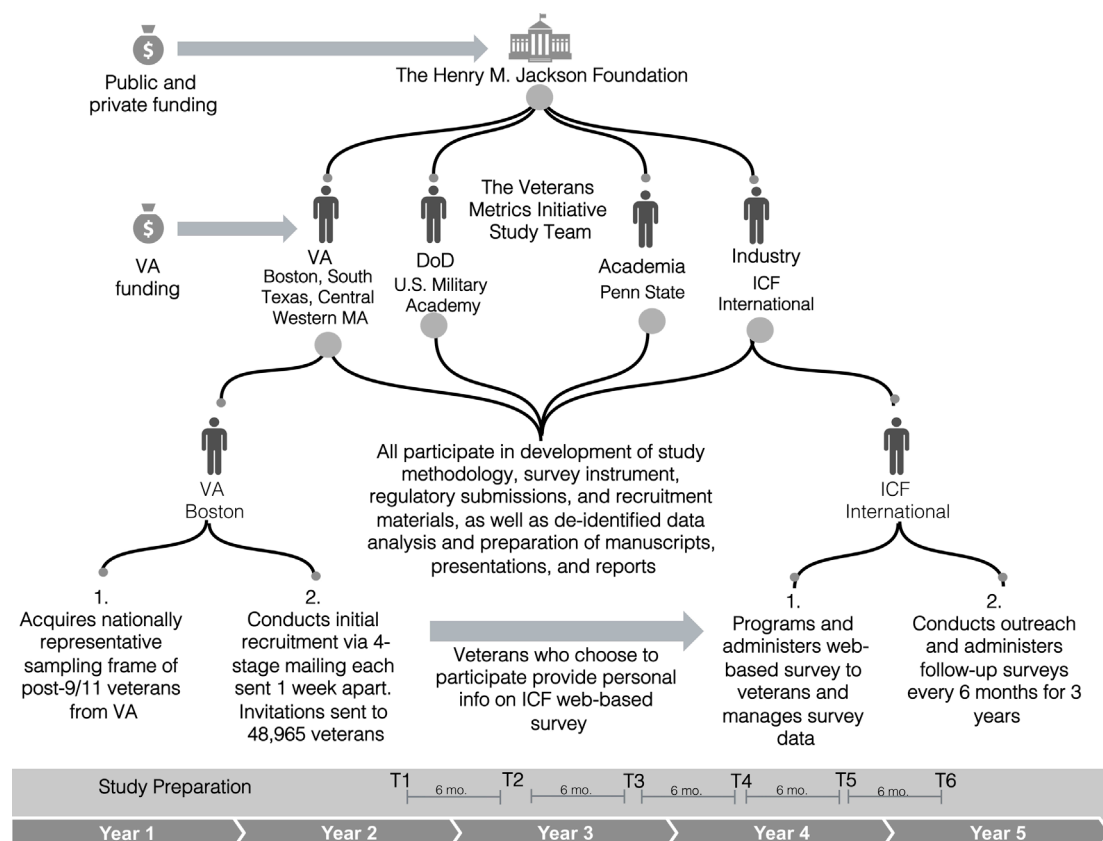 $
Public and
private funding
The Henry M. Jackson Foundation
$
VA
funding
The Veterans
Metrics Initiative
Study Team
VA
Boston, South
Texas, Central
Western MA
DoD
U.S. Military
Academy
Academia
Penn State
Industry
ICF
International
VA
Boston
All participate in development of study
methodology, survey instrument,
regulatory submissions, and recruitment
materials, as well as de-identified data
analysis and preparation of manuscripts,
presentations, and reports
ICF
International
1.
Acquires nationally
representative
sampling frame of
post-9/11 veterans
from VA
2.
Conducts initial
recruitment via 4-
stage mailing each
sent 1 week apart.
Invitations sent to
48,965 veterans
Veterans who choose to
participate provide personal
info on ICF web-based
survey
1.
Programs and
administers web-
based survey to
veterans and
manages survey
data
2.
Conducts outreach
and administers
follow-up surveys
every 6 months for 3
years
Study Preparation
T1 T2 T3 T4 T5 T6
6 mo. 6 mo. 6 mo. 6 mo. 6 mo.
Year 1 Year 2 Year 3 Year 4 Year 5